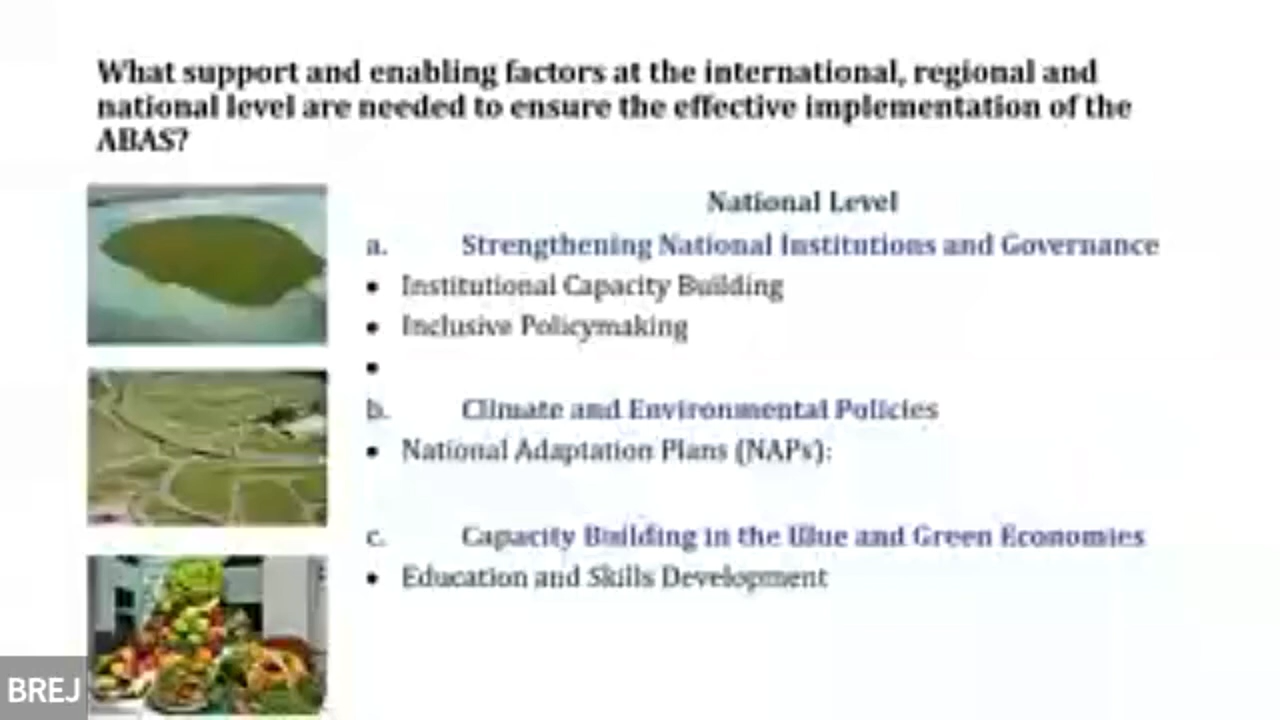 What support and enabling factors at the international, regional and
national level are needed to ensure the effective implementation of the
ABAS?
National Level
a. Strengthening National Institutions and Governance
• Institutional Capacity Building
• Inclusive Policymaking
•
b. Climate and Environmental Policies
• National Adaptation Plans (NAPs):
c. Capacity Building in the Blue and Green Economies
• Education and Skills Development
BREJ